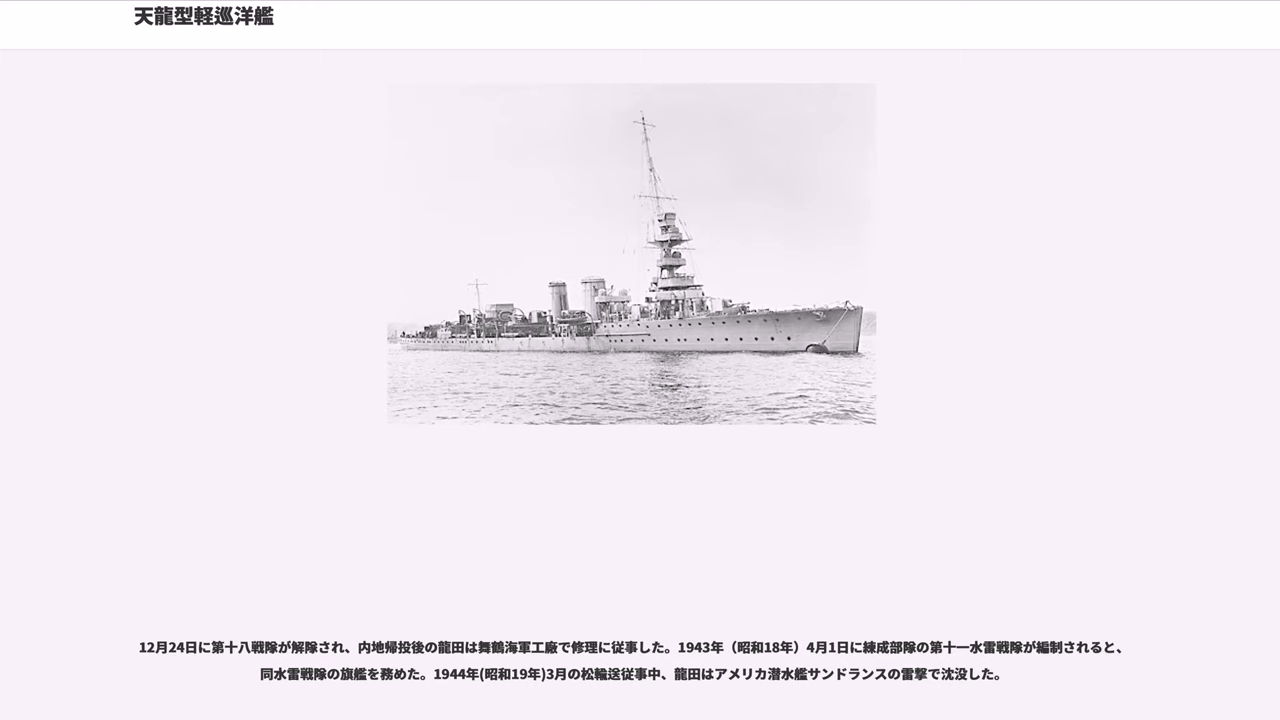 天龍型軽巡洋艦
12月24日に第十八戦隊が解除され、内地帰投後の龍田は舞鶴海軍工廠で修理に従事した。1943年（昭和18年）4月1日に練成部隊の第十一水雷戦隊が編制されると、
同水雷戦隊の旗艦を務めた。1944年(昭和19年)3月の松輸送従事中、龍田はアメリカ潜水艦サンドランスの雷撃で沈没した。